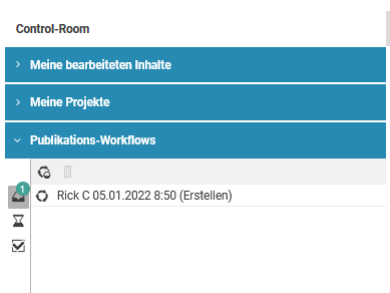 Control-Room
Meine bearbeiteten Inhalte
Meine Projekte
Publikations-Workflows
1
Rick C 05.01.2022 8:50 (Erstellen)